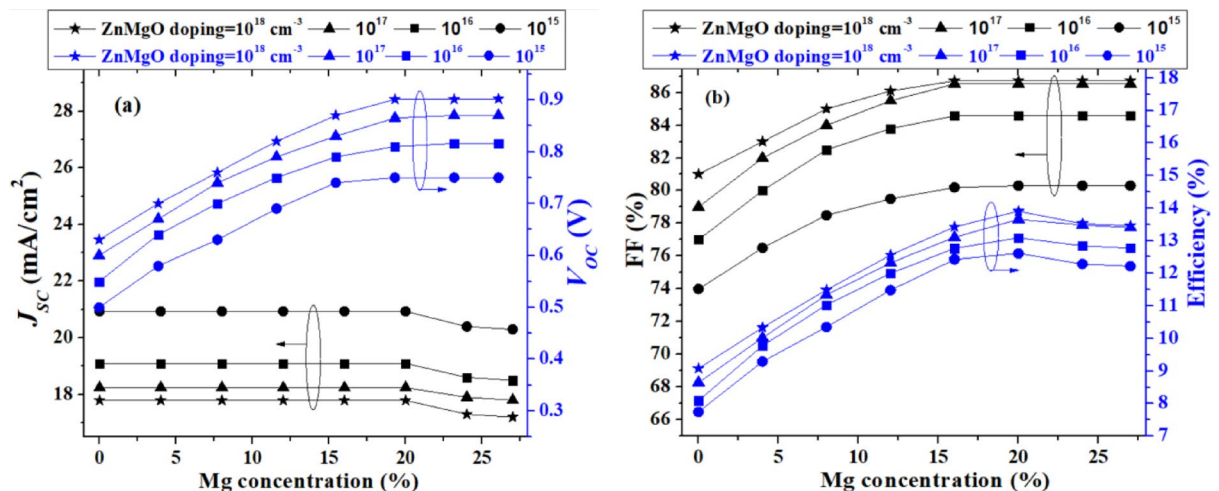 ZnMgO doping=10¹⁸ cm⁻³ 10¹⁷ 10¹⁶ 10¹⁵
ZnMgO doping=10¹⁸ cm⁻³ 10¹⁷ 10¹⁶ 10¹⁵
(a)
J_SC (mA/cm²)
28
26
24
22
20
18
0 5 10 15 20 25
Mg concentration (%)
0.9
0.8
0.7
0.6
0.5
0.4
0.3
V_OC (V)
ZnMgO doping=10¹⁸ cm⁻³ 10¹⁷ 10¹⁶ 10¹⁵
ZnMgO doping=10¹⁸ cm⁻³ 10¹⁷ 10¹⁶ 10¹⁵
(b)
FF (%)
86
84
82
80
78
76
74
72
70
68
66
0 5 10 15 20 25
Mg concentration (%)
18
17
16
15
14
13
12
11
10
9
8
7
Efficiency (%)